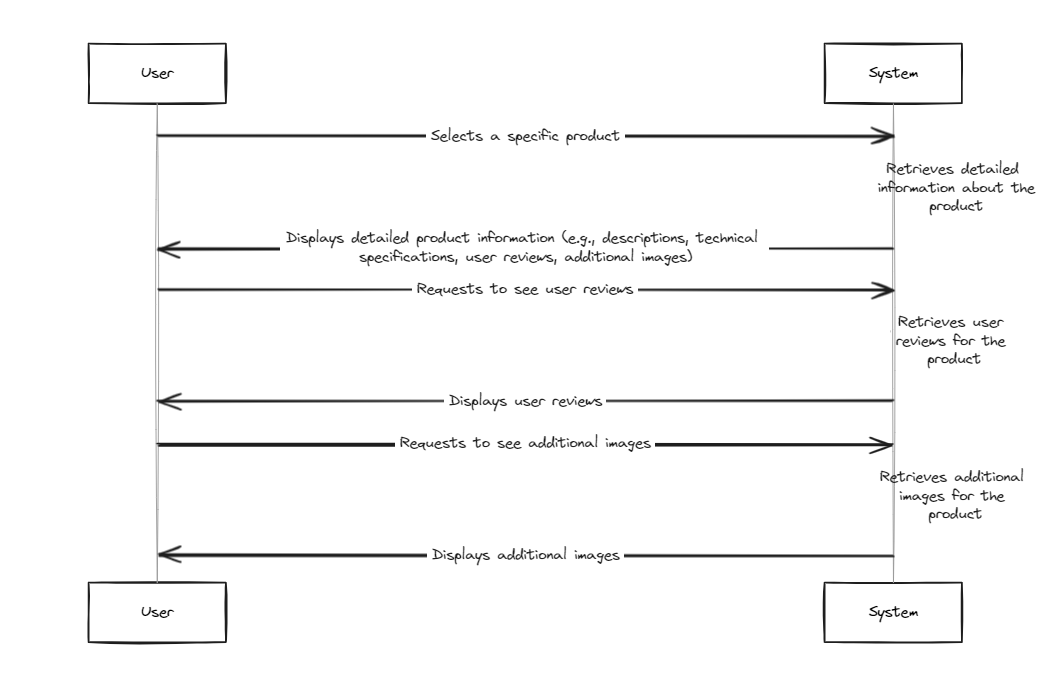 User
System
Selects a specific product
Retrieves detailed
information about the
product
Displays detailed product information (e.g., descriptions, technical
specifications, user reviews, additional images)
Requests to see user reviews
Retrieves user
reviews for the
product
Displays user reviews
Requests to see additional images
Retrieves additional
images for the
product
Displays additional images
User
System